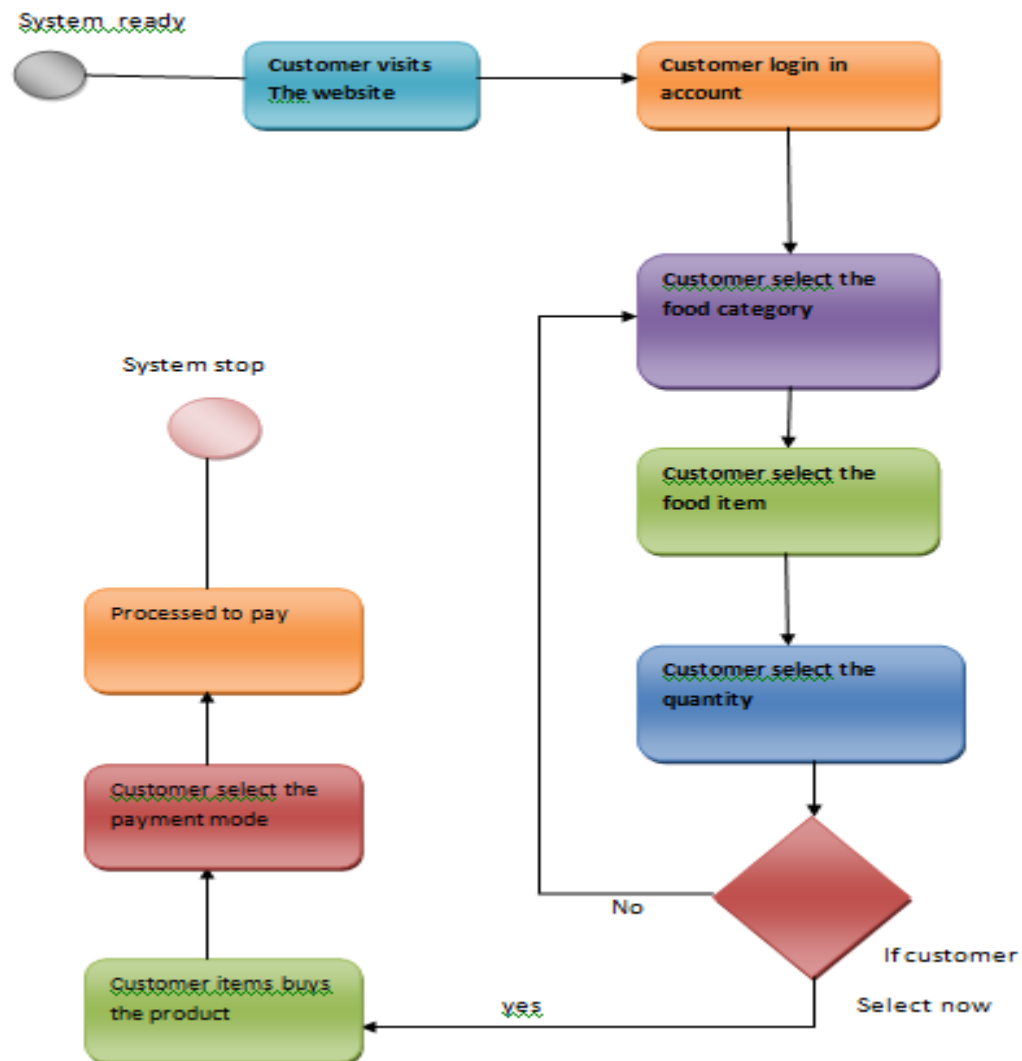 System ready
Customer visits
The website
Customer login in
account
Customer select the
food category
Customer select the
food item
Customer select the
quantity
If customer
Select now
No
yes
Customer items buys
the product
Customer select the
payment mode
Processed to pay
System stop